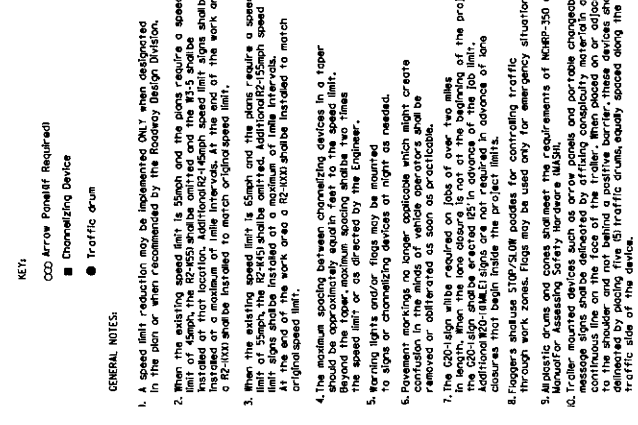 KEY:
Arrow Panel(if Required)
Channelizing Device
Traffic drum
GENERAL NOTES:
1. A speed limit reduction may be implemented ONLY when designated
in the plan or when recommended by the Roadway Design Division.
2. When the existing speed limit is 55mph and the plans require a speed
limit of 45mph, the R2-1(55) shall be omitted and the W3-5 shall be
installed at that location. Additional R2-1 45mph speed limit signs shall be
installed at a maximum of 1mile intervals. At the end of the work ar
a R2-1(XX) shall be installed to match original speed limit.
3. When the existing speed limit is 65mph and the plans require a spee
limit of 55mph, the R2-1(45) shall be omitted. Additional R2-1 55mph speed
limit signs shall be installed at a maximum of 1mile intervals.
At the end of the work area a R2-1(XX) shall be installed to match
original speed limit.
4. The maximum spacing between channelizing devices in a taper
should be approximately equal in feet to the speed limit.
Beyond the taper, maximum spacing shall be two times
the speed limit or as directed by the Engineer.
5. Warning lights and/or flags may be mounted
to signs or channelizing devices at night as needed.
6. Pavement markings no longer applicable which might create
confusion in the minds of vehicle operators shall be
removed or obliterated as soon as practicable.
7. The G20-1 sign will be required on jobs of over two miles
in length. When the lane closure is not at the beginning of the proj
the G20-1 sign shall be erected 125 in advance of the job limit.
Additional W20-1(1MILE) signs are not required in advance of lane
closures that begin inside the project limits.
8. Flaggers shall use STOP/SLOW paddles for controlling traffic
through work zones. Flags may be used only for emergency situation
9. All plastic drums and cones shall meet the requirements of NCHRP-350 o
Manual For Assessing Safety Hardware (MASH).
10. Trailer mounted devices such as arrow panels and portable changeab
message signs shall be delineated by affixing conspicuity material in a
continuous line on the face of the trailer. When placed on or adjac
to the shoulder and not behind a positive barrier, these devices sha
delineated by placing five (5) traffic drums, equally spaced along the
traffic side of the device.